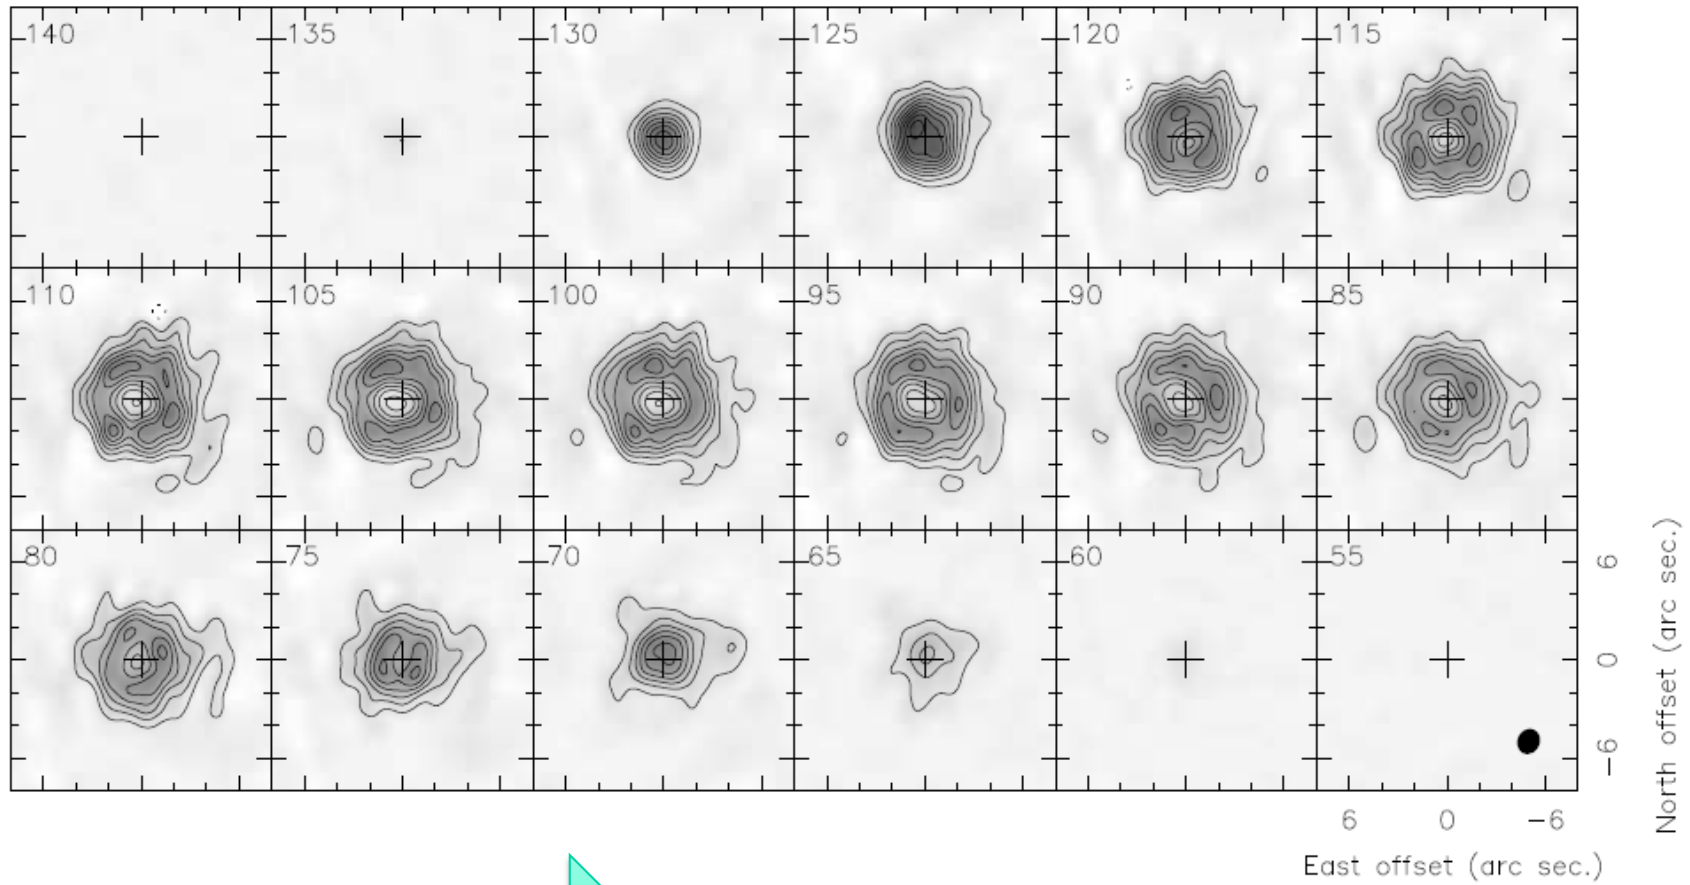 140 135 130 125 120 115
110 105 100 95 90 85
80 75 70 65 60 55
6
0
−6
North offset (arc sec.)
6 0 −6
East offset (arc sec.)